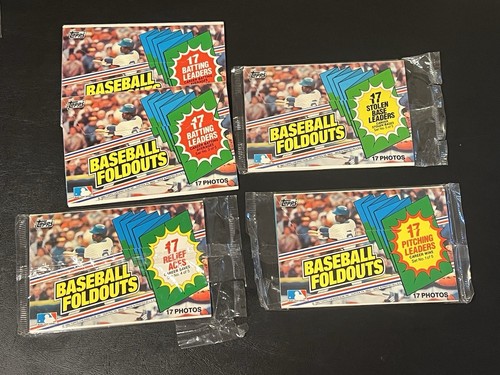 Topps
17
BATTING
LEADERS
BASEBALL
Topps
17
BATTING
LEADERS
BASEBALL
FOLDOUTS
17 PHOTOS
Topps
17
STOLEN
BASE
LEADERS
BASEBALL
FOLDOUTS
17 PHOTOS
Topps
17
RELIEF
ACES
BASEBALL
FOLDOUTS
17 PHOTOS
Topps
17
PITCHING
LEADERS
BASEBALL
FOLDOUTS
17 PHOTOS